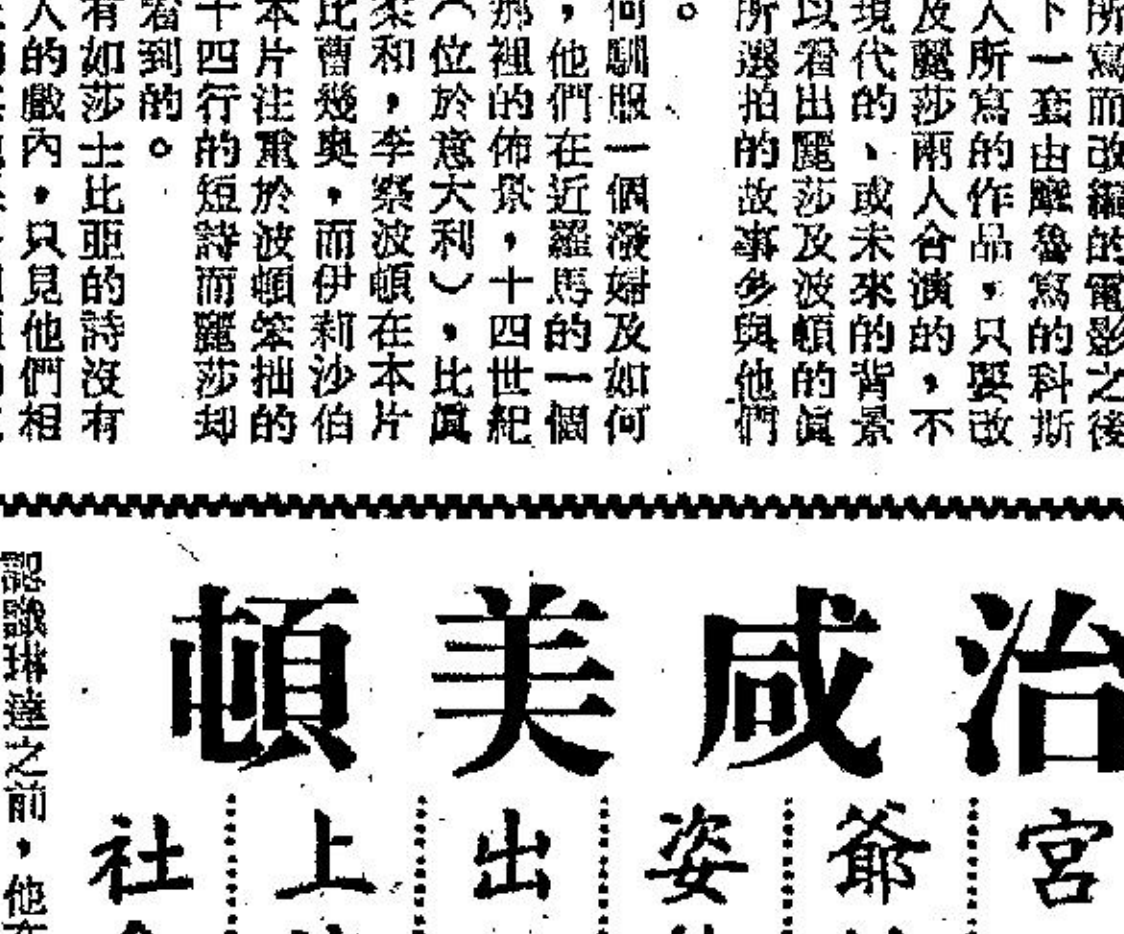 所寫而改編的電影之後
下一套由摩魯寫的科斯
人所寫的作品,只要改
及麗莎兩人合演的,不
現代的、或未來的背景
以看出麗莎及波頓的眞
所選拍的故事多與他們
。
何馴服一個潑婦及如何
,他們在近羅馬的一個
那裡的佈景,十四世紀
(位於意大利),比眞
柔和,李察波頓在本片
比曹幾奧,而伊莉沙伯
本片注重於波頓笨拙的
十四行的短詩而麗莎却
看到的。
有如莎士比亞的詩沒有
人的戲內,只見他們相
治咸美頓
宮
爺
姿
出
上
社
認識琳達之前,他在